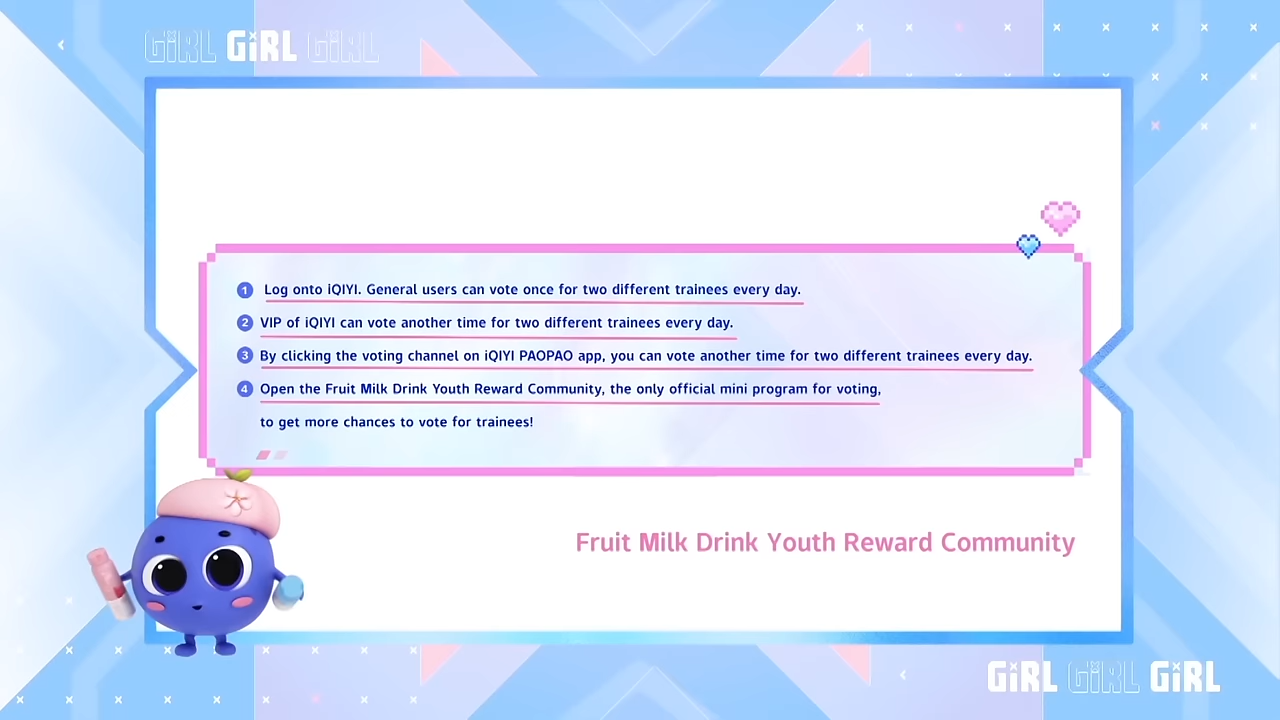 GiRL GiRL GiRL
1 Log onto iQIYI. General users can vote once for two different trainees every day.
2 VIP of iQIYI can vote another time for two different trainees every day.
3 By clicking the voting channel on iQIYI PAOPAO app, you can vote another time for two different trainees every day.
4 Open the Fruit Milk Drink Youth Reward Community, the only official mini program for voting,
to get more chances to vote for trainees!
Fruit Milk Drink Youth Reward Community
GiRL GiRL GiRL